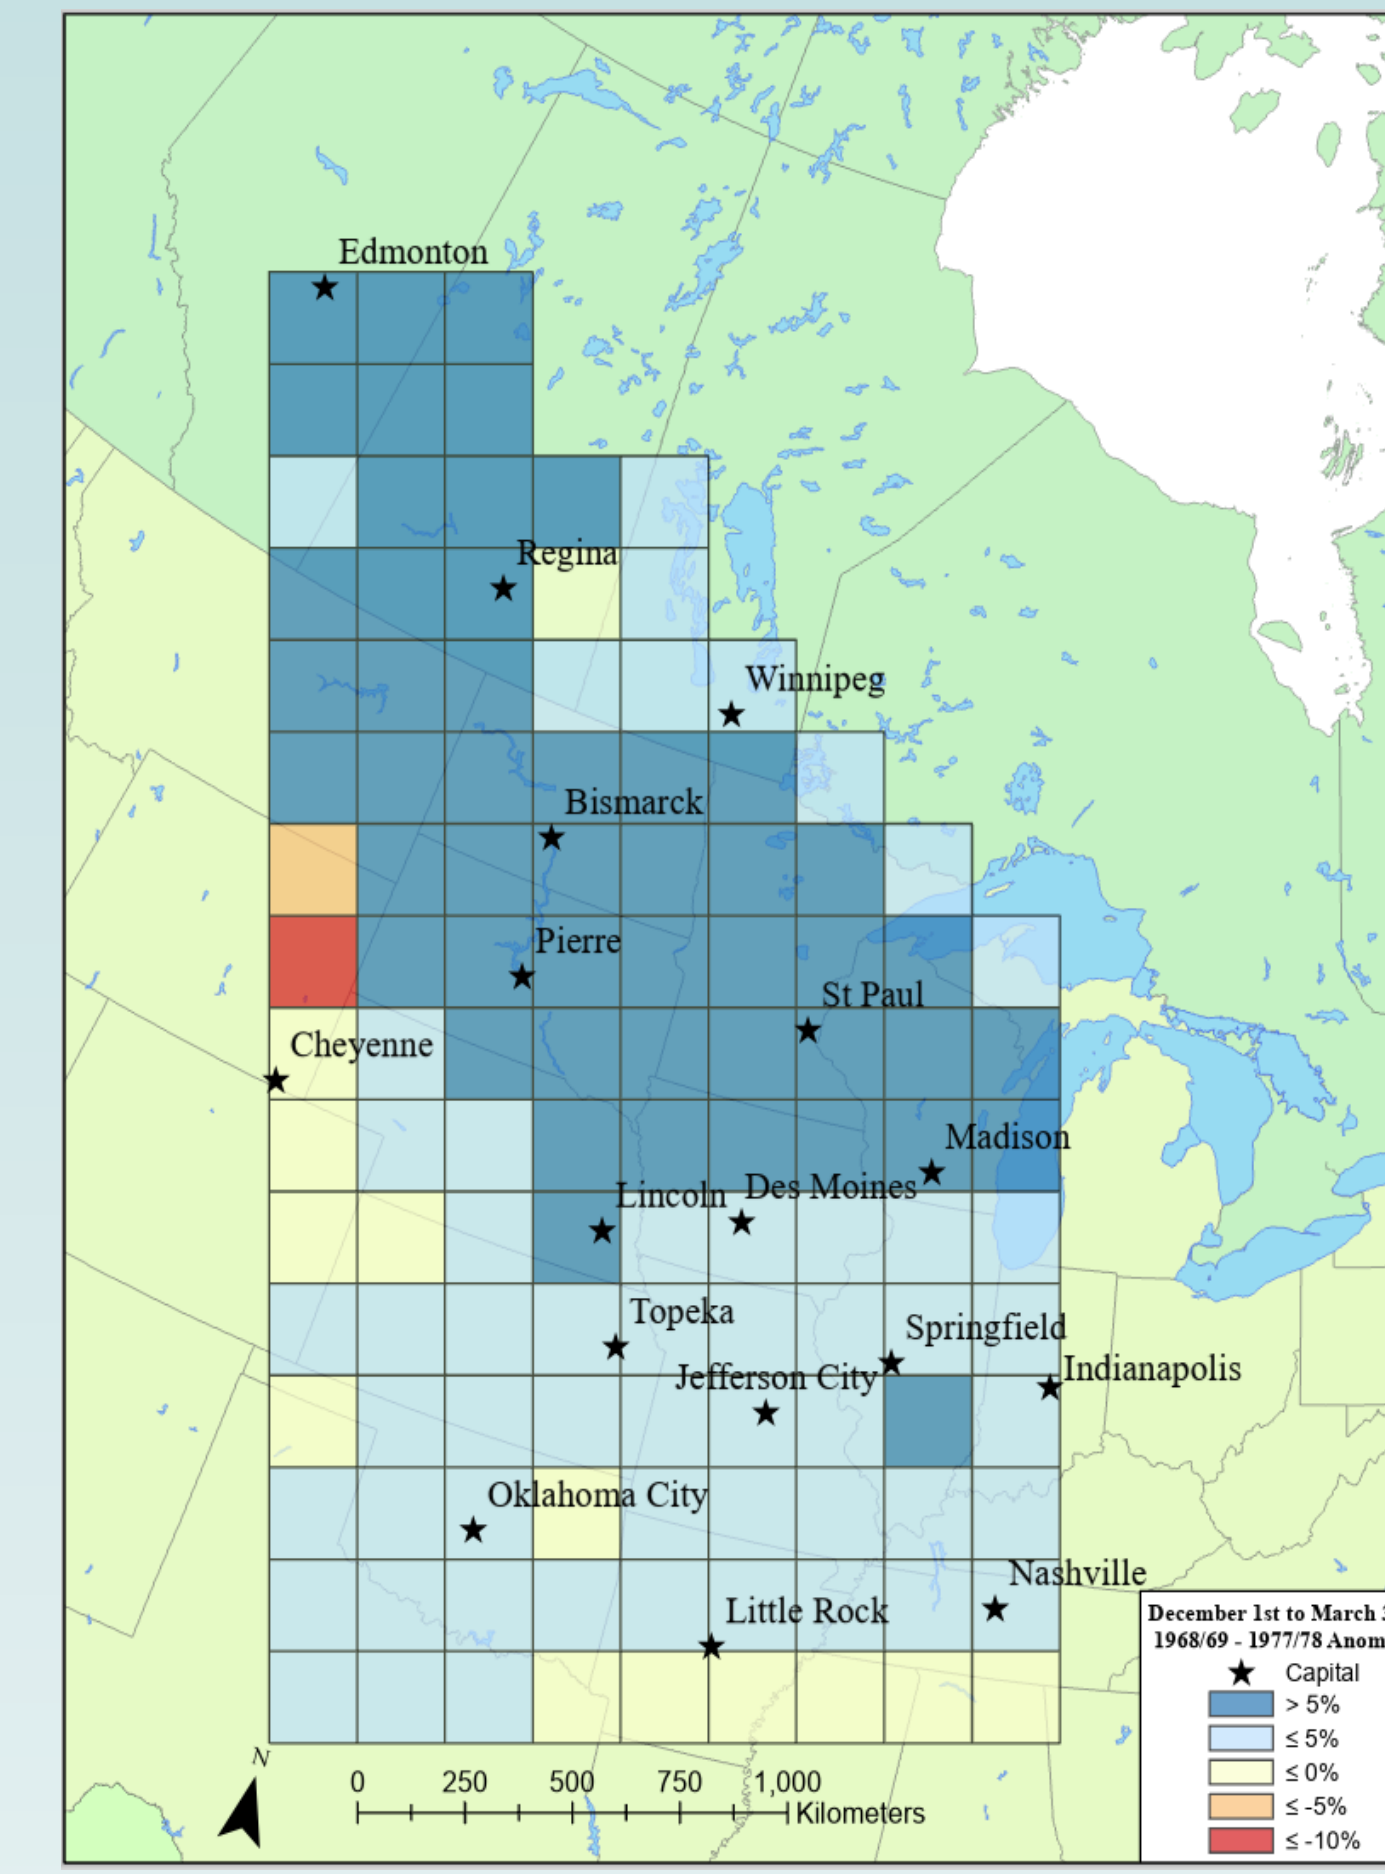 Edmonton
Regina
Winnipeg
Bismarck
Pierre
St Paul
Cheyenne
Madison
Des Moines
Lincoln
Topeka
Springfield
Indianapolis
Jefferson City
Oklahoma City
Nashville
Little Rock
December 1st to March
1968/69 - 1977/78 Anom
Capital
> 5%
≤ 5%
≤ 0%
≤ -5%
≤ -10%
N
0 250 500 750 1,000
Kilometers